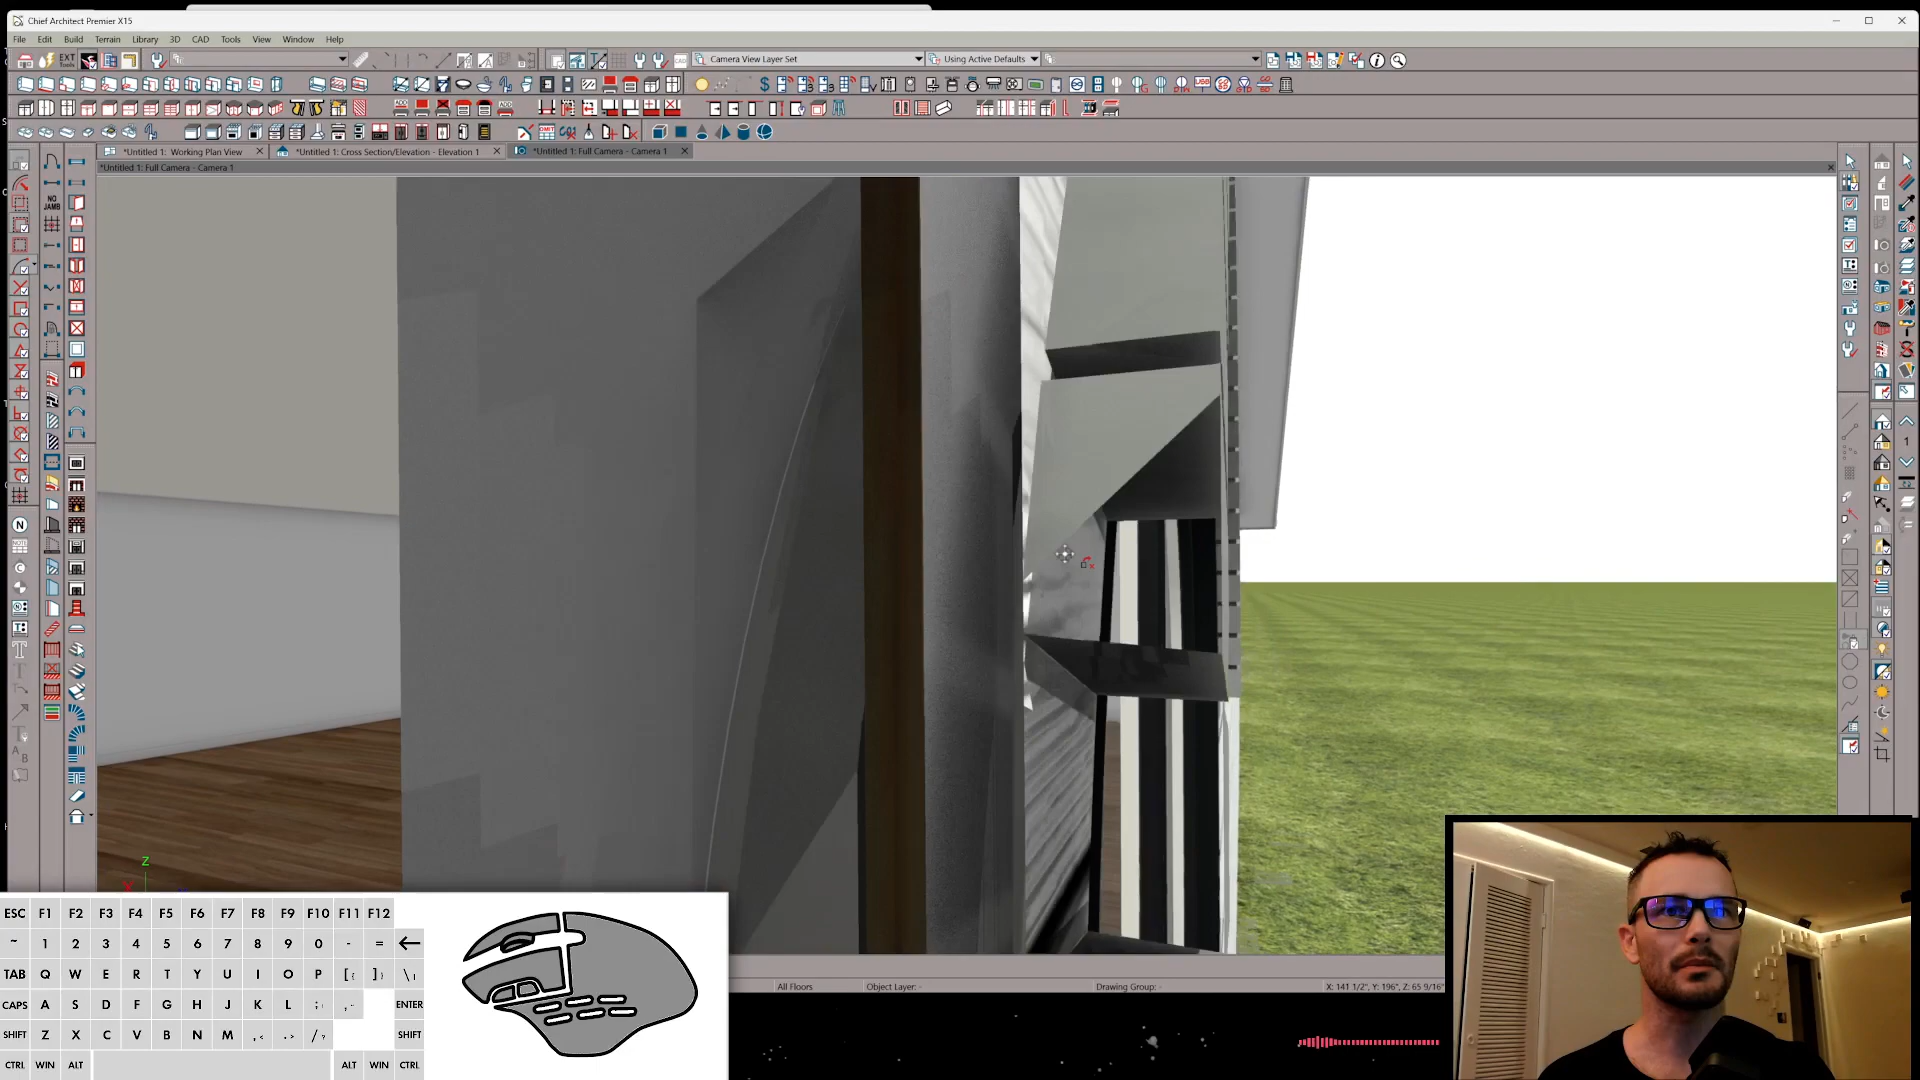 Chief Architect Premier X15
File Edit Build Terrain Library 3D CAD Tools View Window Help
EXT Tools
Camera View Layer Set
Using Active Defaults
*Untitled 1: Working Plan View
*Untitled 1: Cross Section/Elevation - Elevation 1
*Untitled 1: Full Camera - Camera 1
*Untitled 1: Full Camera - Camera 1
NO JAMB
Z
All Floors
Object Layer: -
Drawing Group: -
X: 141 1/2", Y: 196", Z: 65 9/16"
ESC F1 F2 F3 F4 F5 F6 F7 F8 F9 F10 F11 F12
~ 1 2 3 4 5 6 7 8 9 0 - =
TAB Q W E R T Y U I O P [{ ]} \|
CAPS A S D F G H J K L ENTER
SHIFT Z X C V B N M ,< .> /? SHIFT
CTRL WIN ALT ALT WIN CTRL